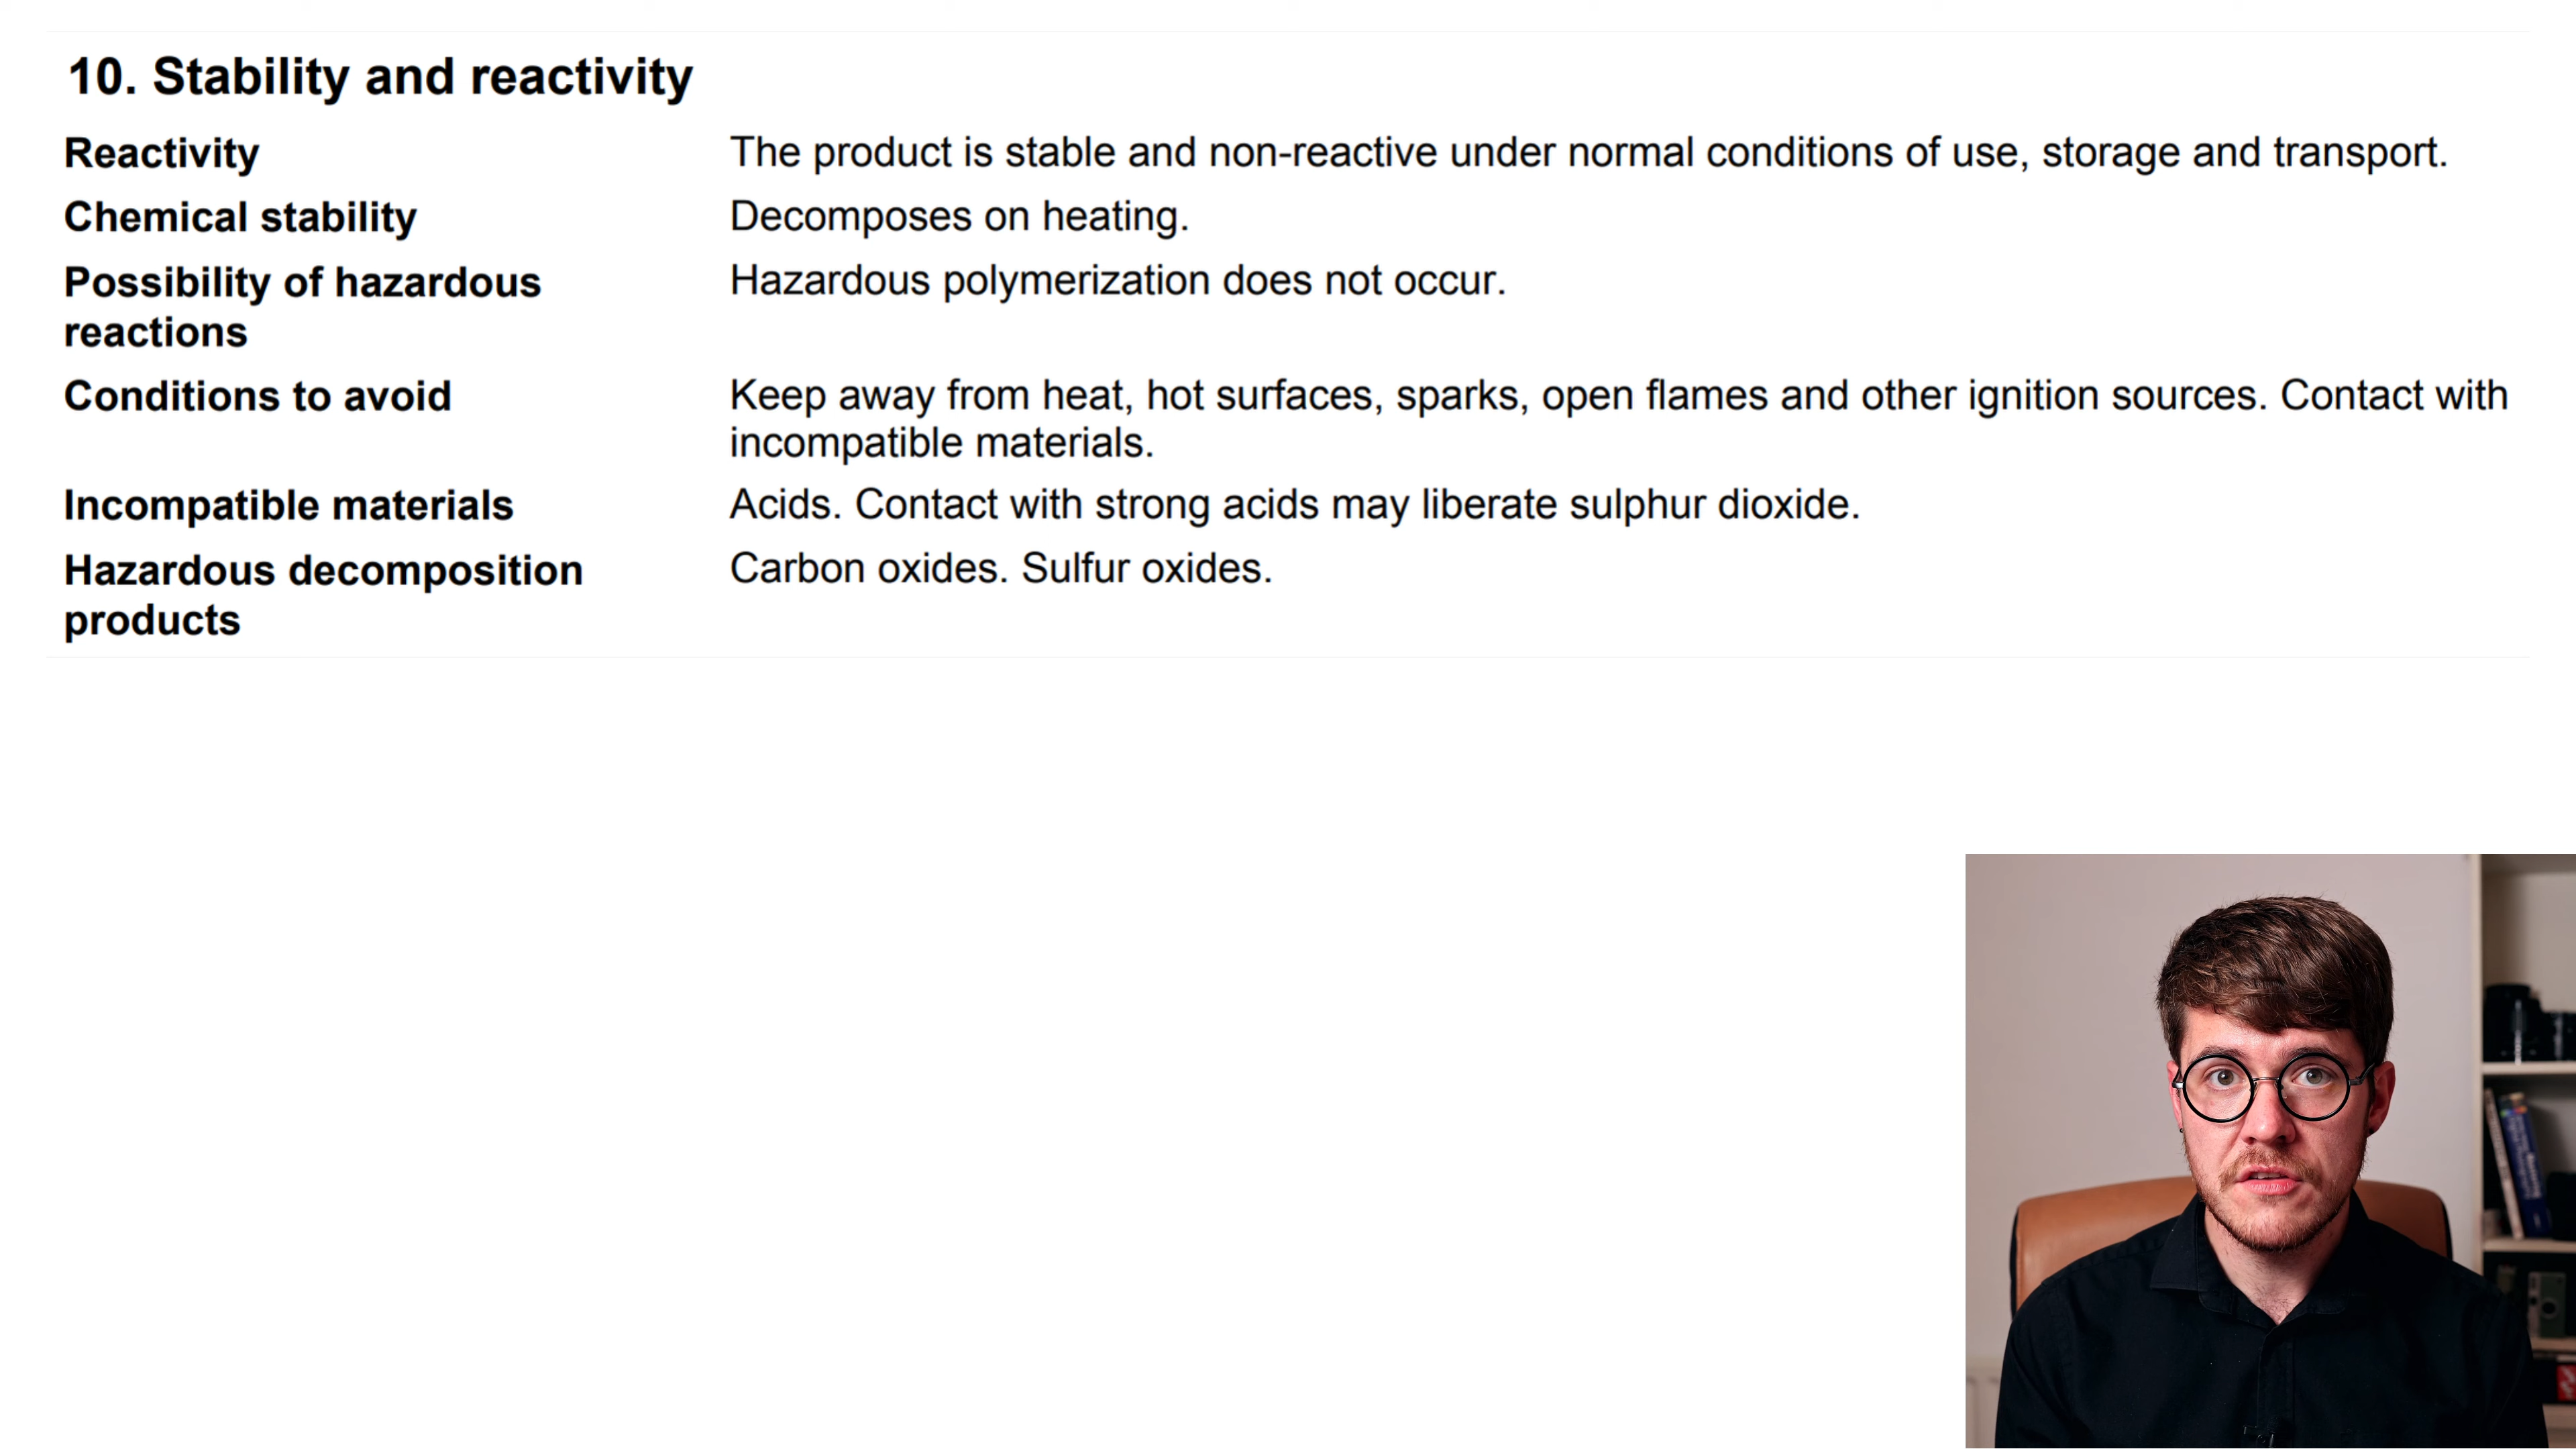 10. Stability and reactivity
Reactivity The product is stable and non-reactive under normal conditions of use, storage and transport.
Chemical stability Decomposes on heating.
Possibility of hazardous Hazardous polymerization does not occur.
reactions
Conditions to avoid Keep away from heat, hot surfaces, sparks, open flames and other ignition sources. Contact with
incompatible materials.
Incompatible materials Acids. Contact with strong acids may liberate sulphur dioxide.
Hazardous decomposition Carbon oxides. Sulfur oxides.
products